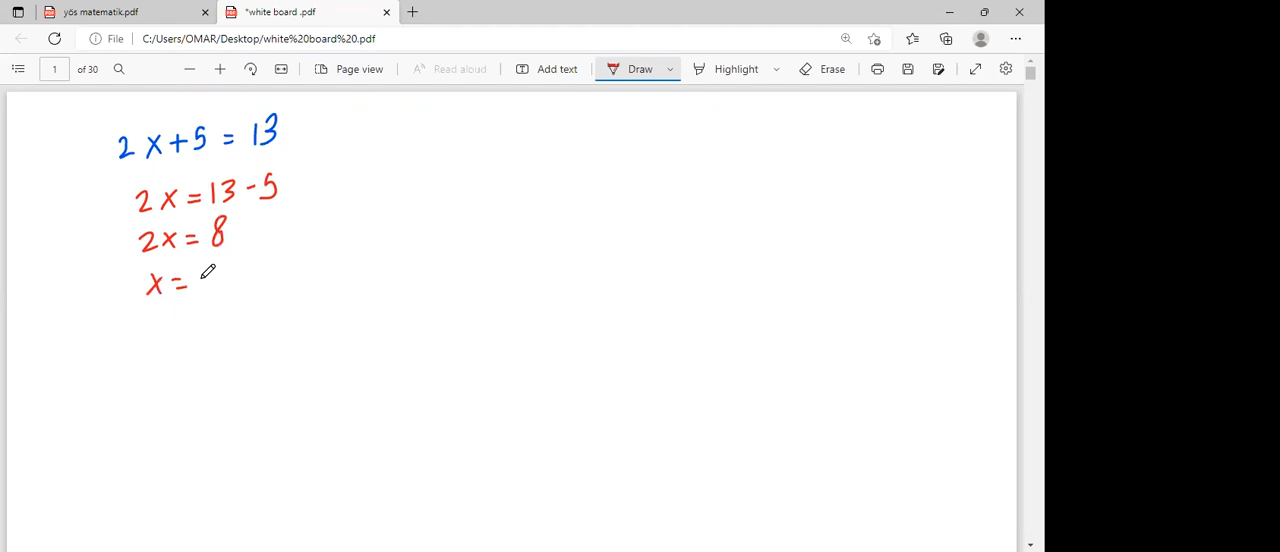 yös matematik.pdf
*white board .pdf
File C:/Users/OMAR/Desktop/white%20board%20.pdf
1 of 30 Page view Read aloud Add text Draw Highlight Erase
2x+5 = 13
2x = 13 - 5
2x = 8
x =